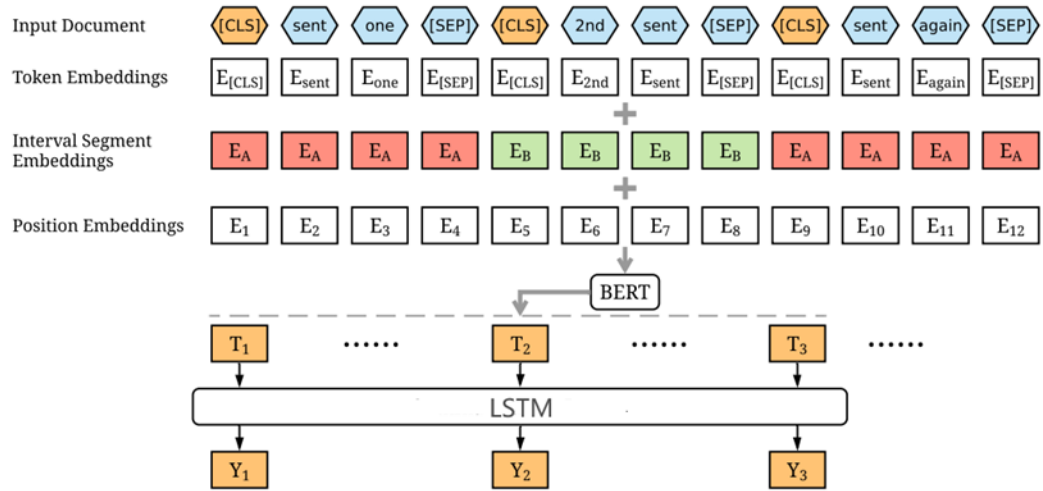 Input Document [CLS] sent one [SEP] [CLS] 2nd sent [SEP] [CLS] sent again [SEP]
Token Embeddings E[CLS] Esent Eone E[SEP] E[CLS] E2nd Esent E[SEP] E[CLS] Esent Eagain E[SEP]
+
Interval Segment
Embeddings EA EA EA EA EB EB EB EB EA EA EA EA
+
Position Embeddings E1 E2 E3 E4 E5 E6 E7 E8 E9 E10 E11 E12
BERT
T1 ...... T2 ...... T3 ......
LSTM
Y1 Y2 Y3